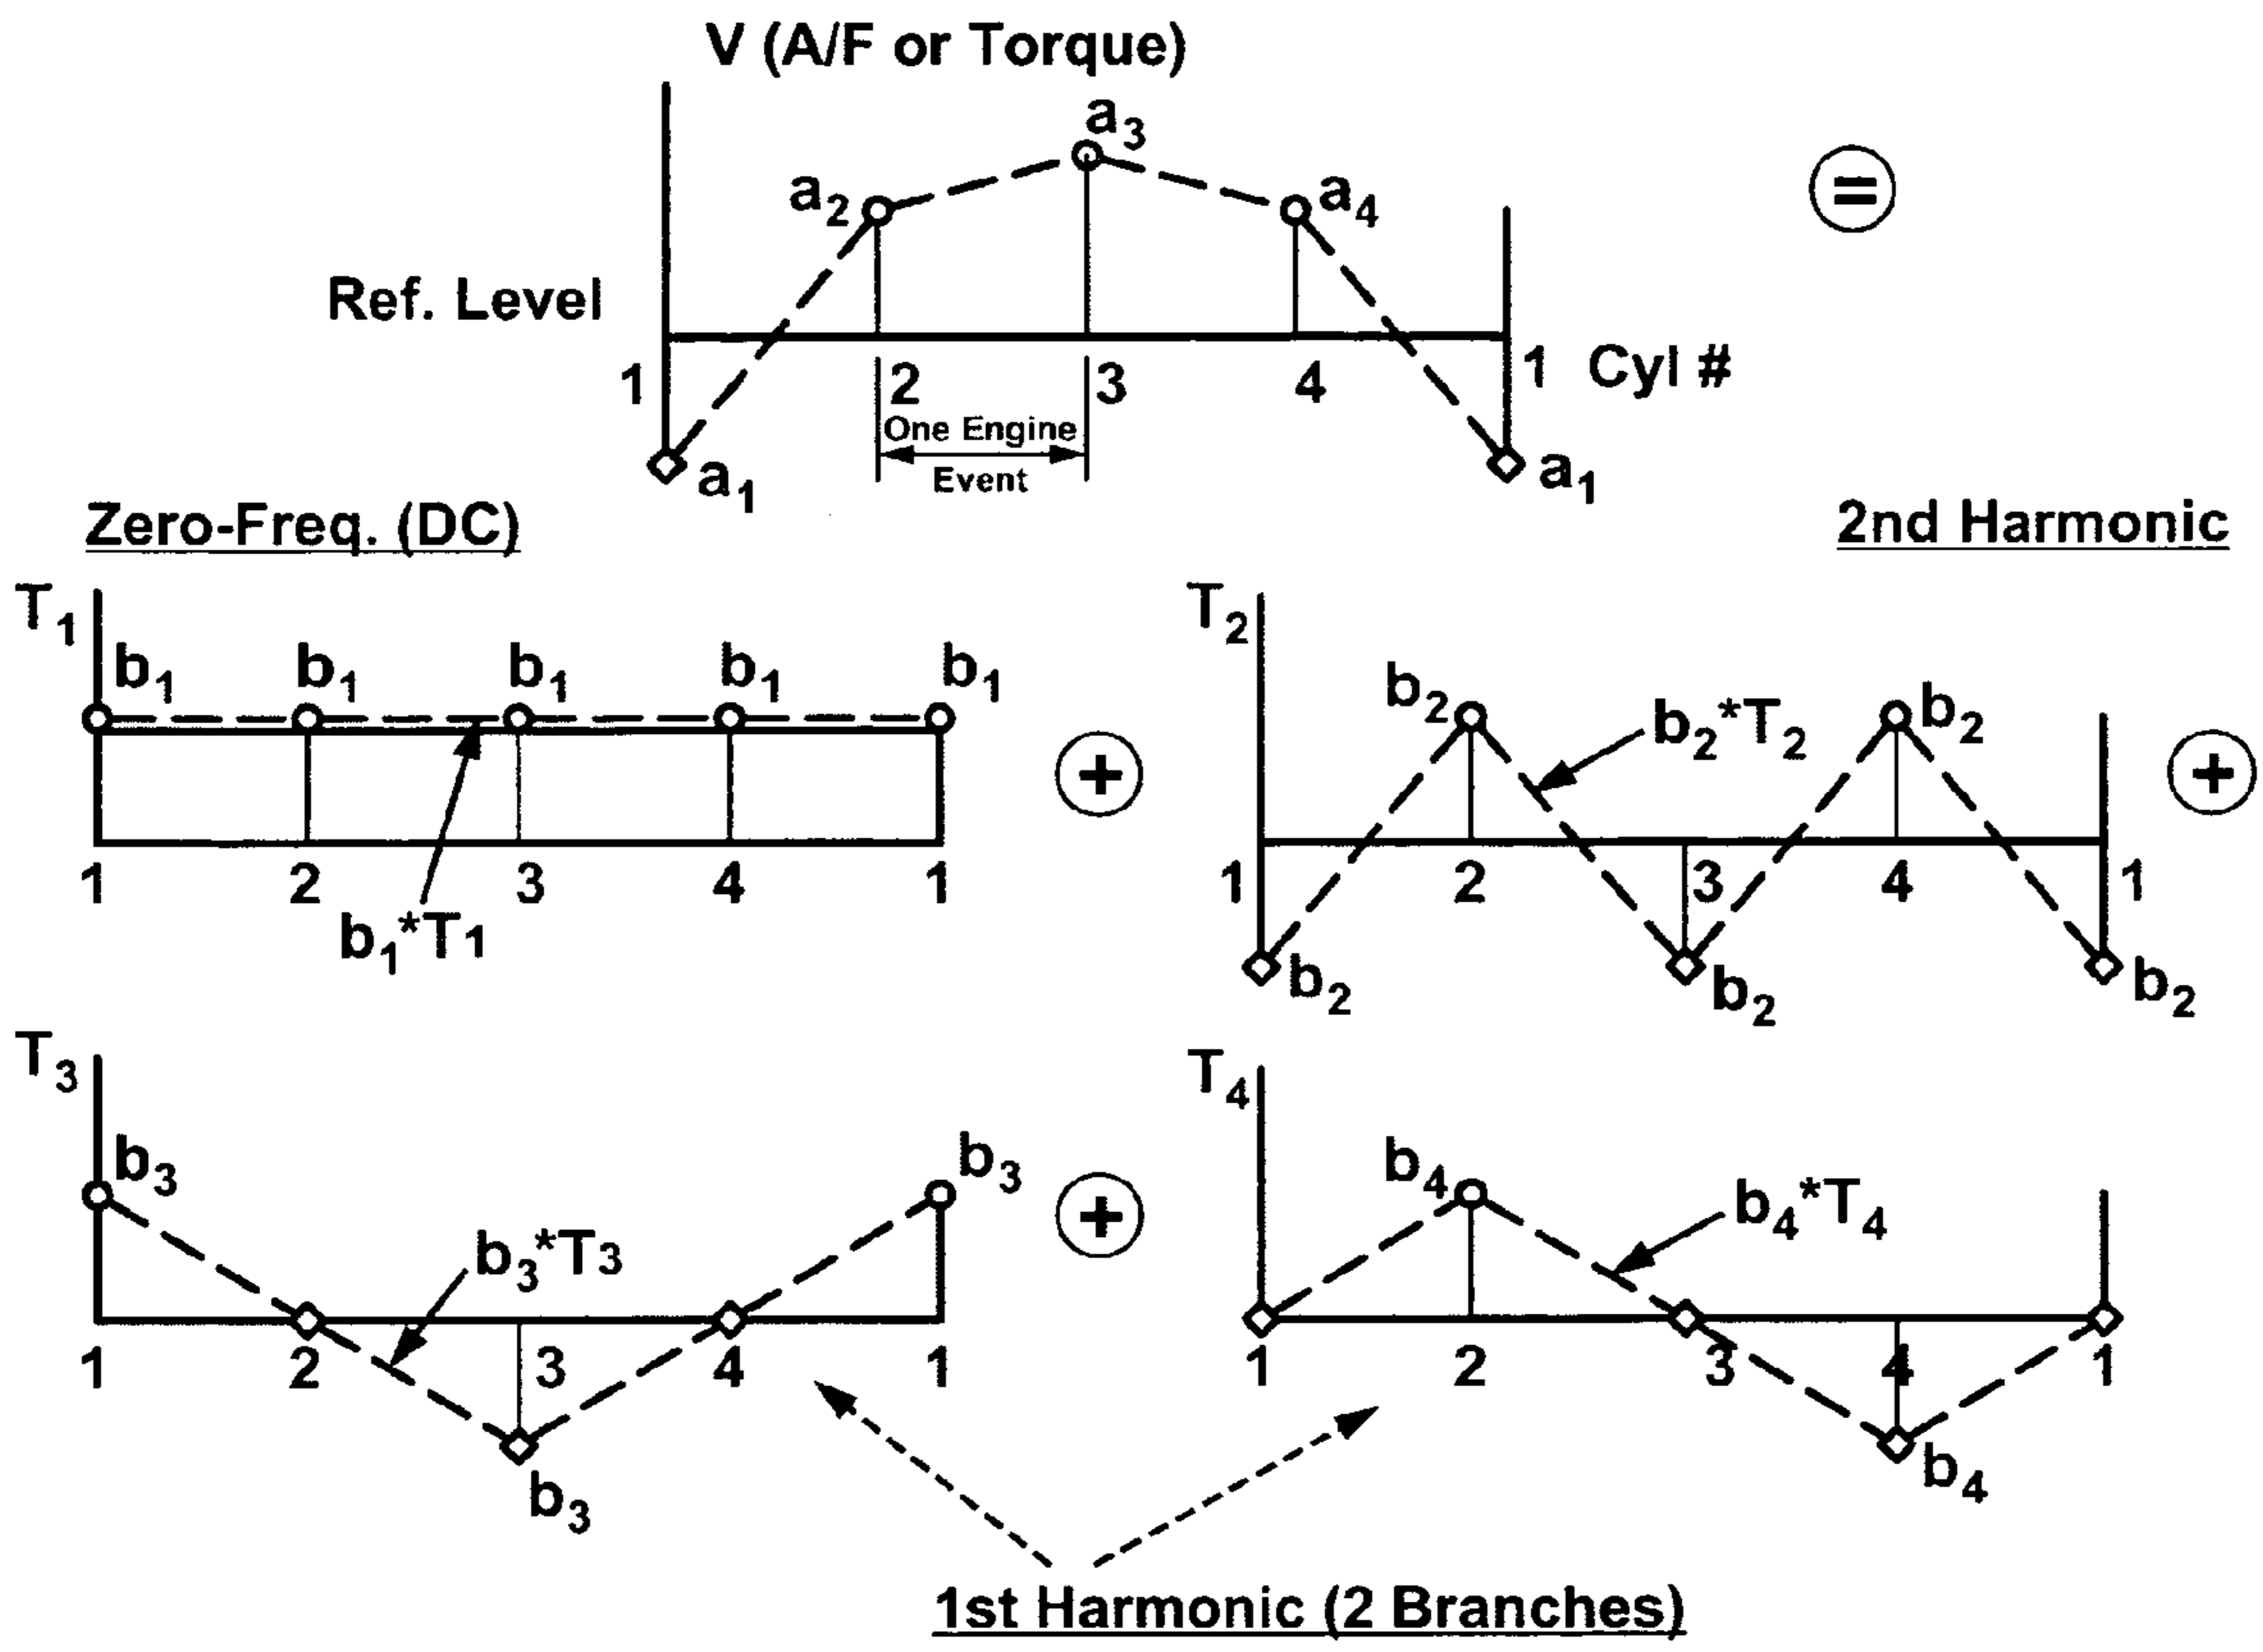 V (A/F or Torque)
a3
a2
a4
=
Ref. Level
1
2
3
4
1 Cyl #
One Engine
Event
a1
a1
Zero-Freq. (DC)
2nd Harmonic
T1
b1 b1 b1 b1 b1
+
1 2 3 4 1
b1*T1
T2
b2
b2*T2
b2
+
1 2 3 4 1
b2 b2 b2
T3
b3
b3
b3*T3
+
1 2 3 4 1
b3
T4
b4
b4*T4
1 2 3 4 1
b4
1st Harmonic (2 Branches)